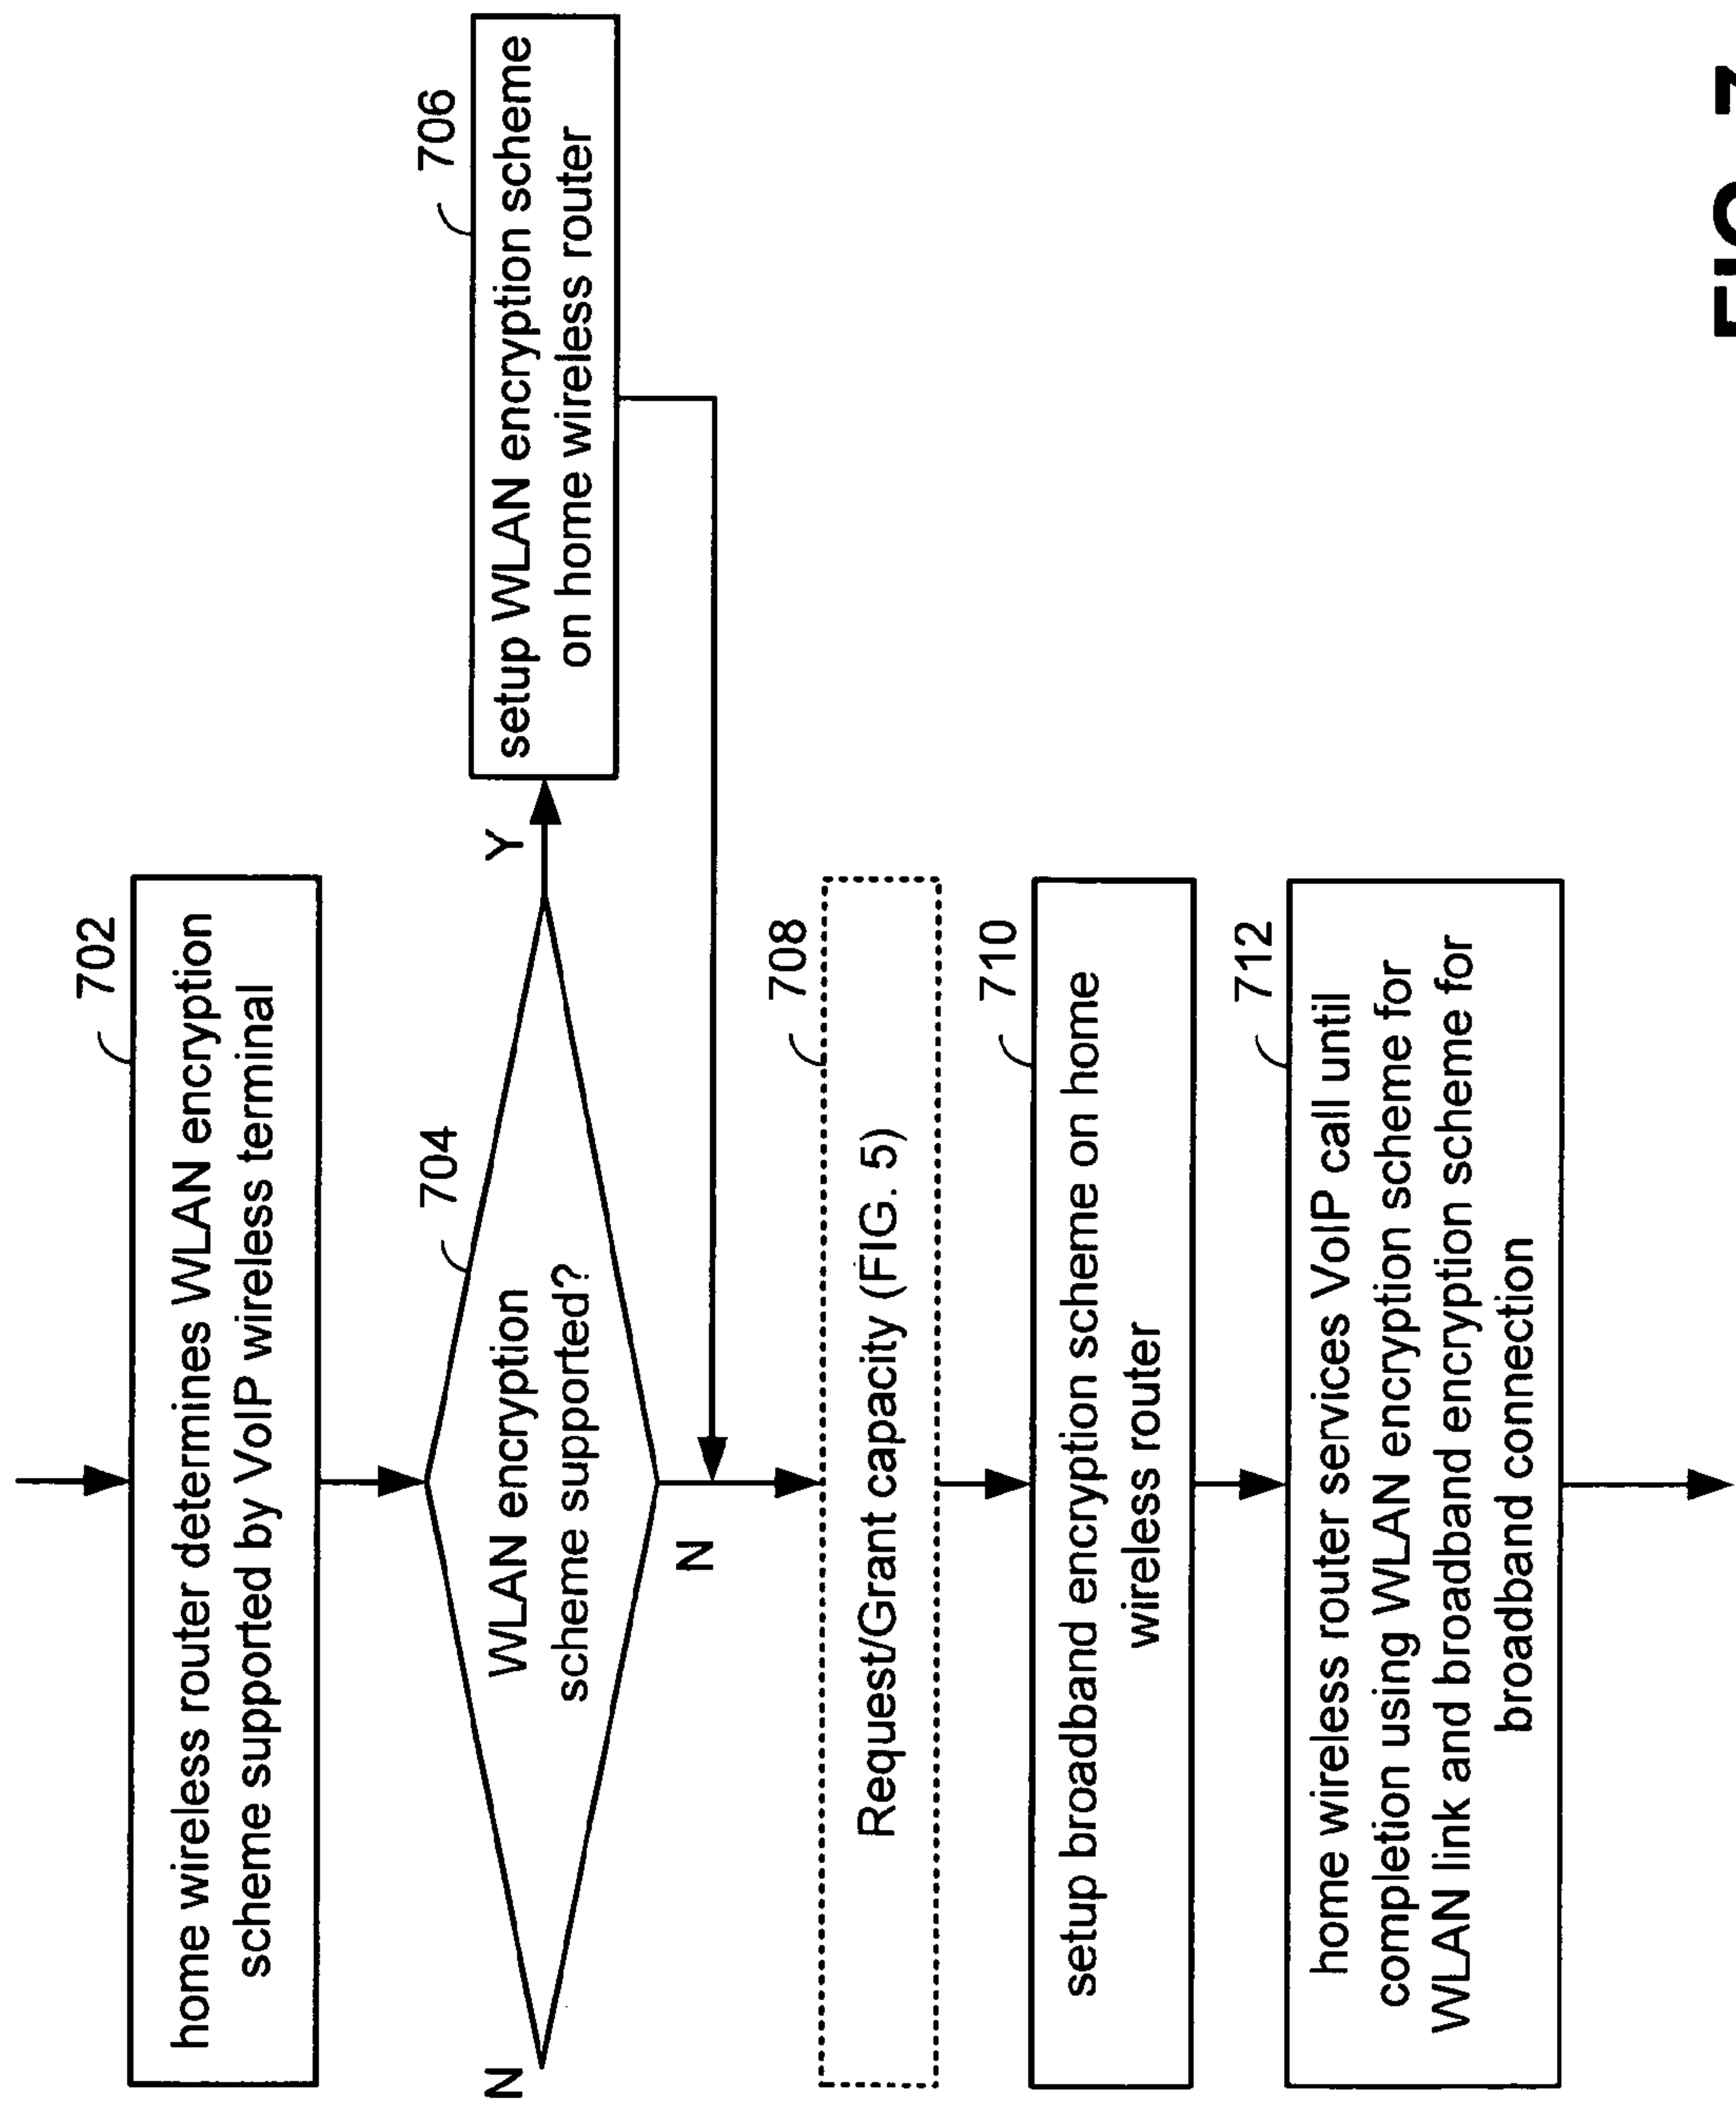 702
home wireless router determines WLAN encryption
scheme supported by VoIP wireless terminal
704
WLAN encryption
scheme supported?
N
Y
706
setup WLAN encryption scheme
on home wireless router
N
708
Request/Grant capacity (FIG. 5)
710
setup broadband encryption scheme on home
wireless router
712
home wireless router services VoIP call until
completion using WLAN encryption scheme for
WLAN link and broadband encryption scheme for
broadband connection
FIG. 7